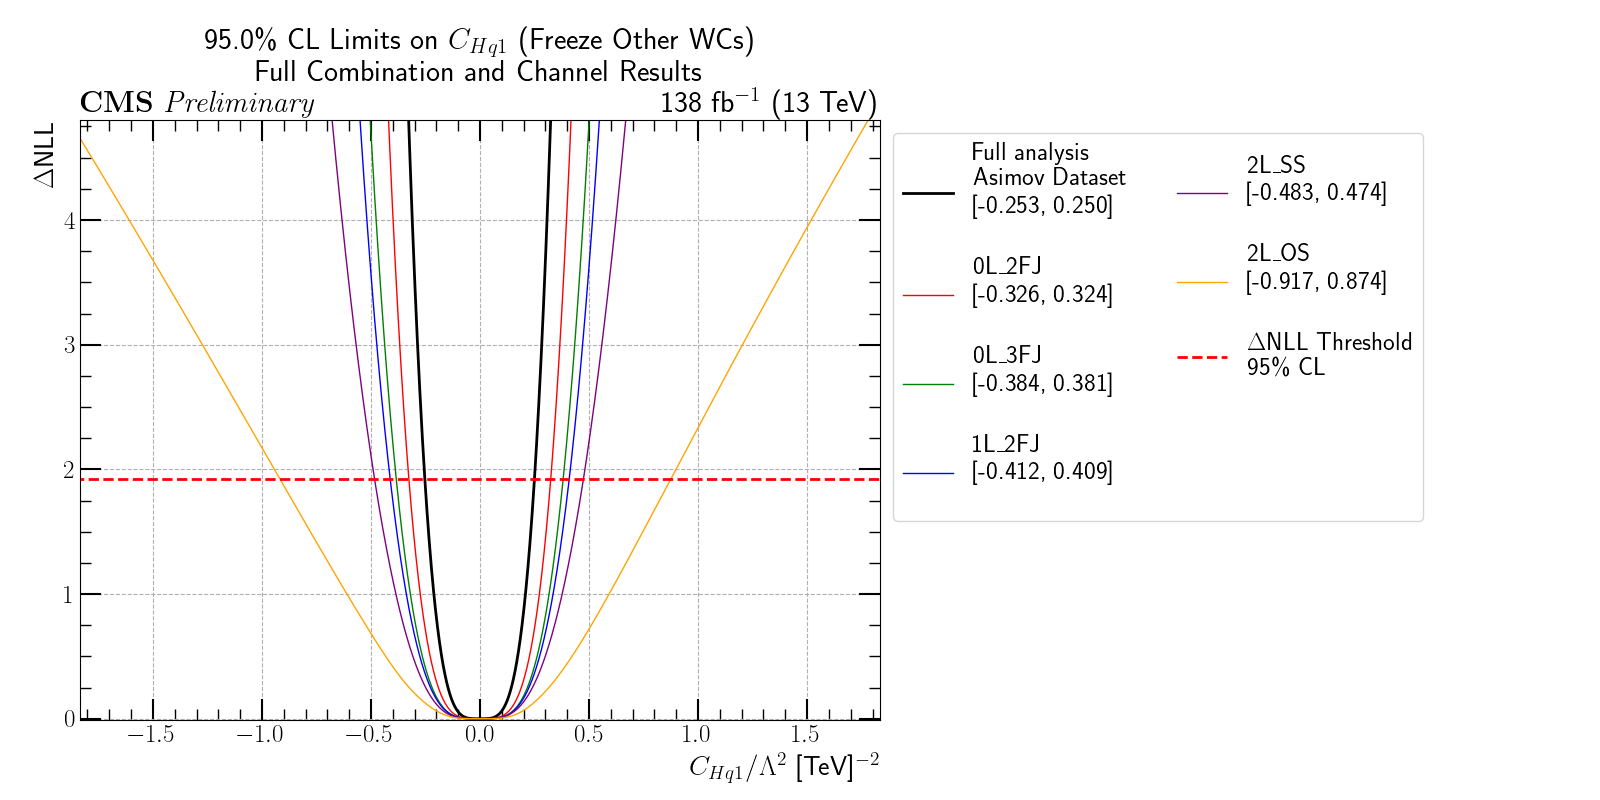 95.0% CL Limits on C_{Hq1} (Freeze Other WCs)
Full Combination and Channel Results
CMS Preliminary 138 fb^{-1} (13 TeV)
ΔNLL
4
3
2
1
0
−1.5 −1.0 −0.5 0.0 0.5 1.0 1.5
C_{Hq1}/Λ^2 [TeV]^{-2}
Full analysis
Asimov Dataset
[-0.253, 0.250]
0L_2FJ
[-0.326, 0.324]
0L_3FJ
[-0.384, 0.381]
1L_2FJ
[-0.412, 0.409]
2L_SS
[-0.483, 0.474]
2L_OS
[-0.917, 0.874]
ΔNLL Threshold
95% CL